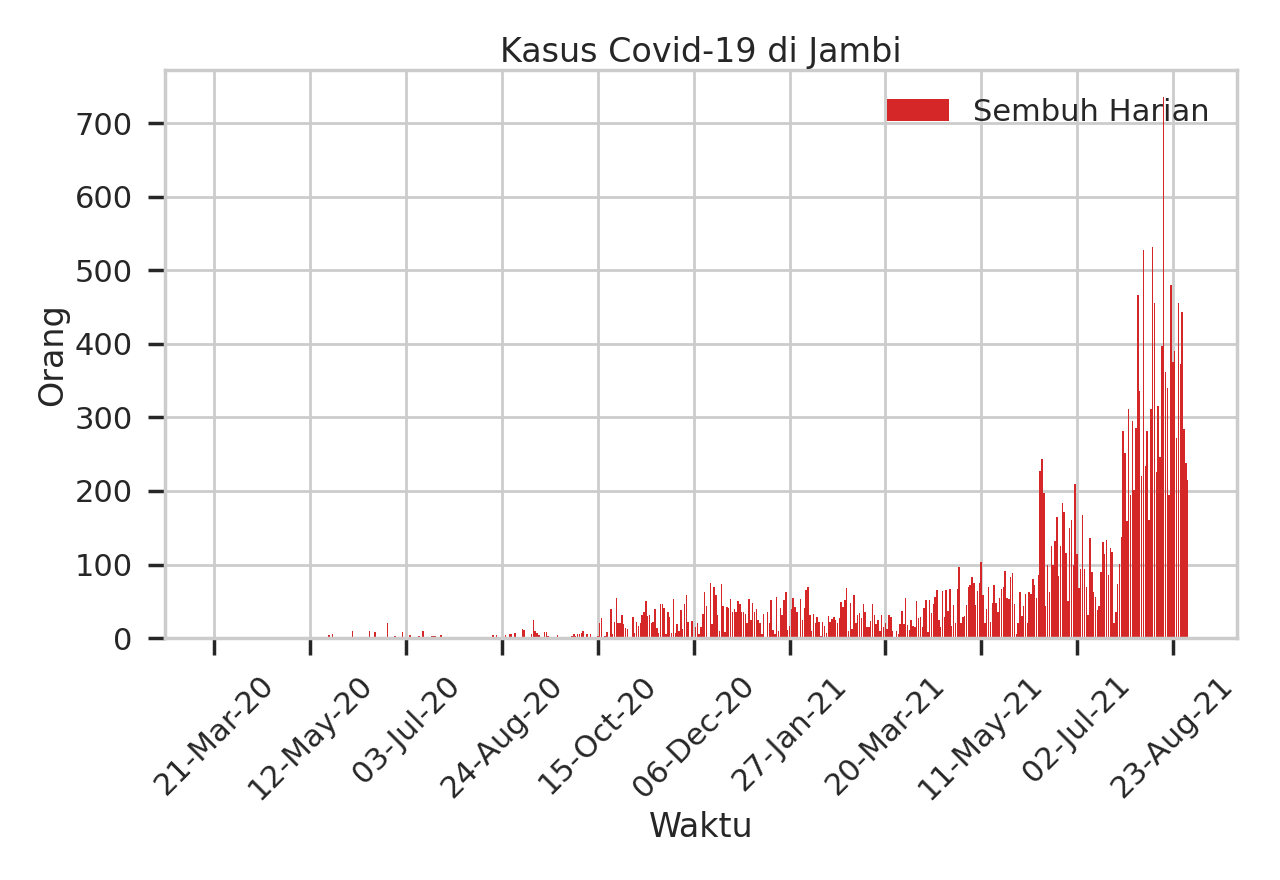 Kasus Covid-19 di Jambi
Sembuh Harian
Orang
700
600
500
400
300
200
100
0
21-Mar-20
12-May-20
03-Jul-20
24-Aug-20
15-Oct-20
06-Dec-20
27-Jan-21
20-Mar-21
11-May-21
02-Jul-21
23-Aug-21
Waktu